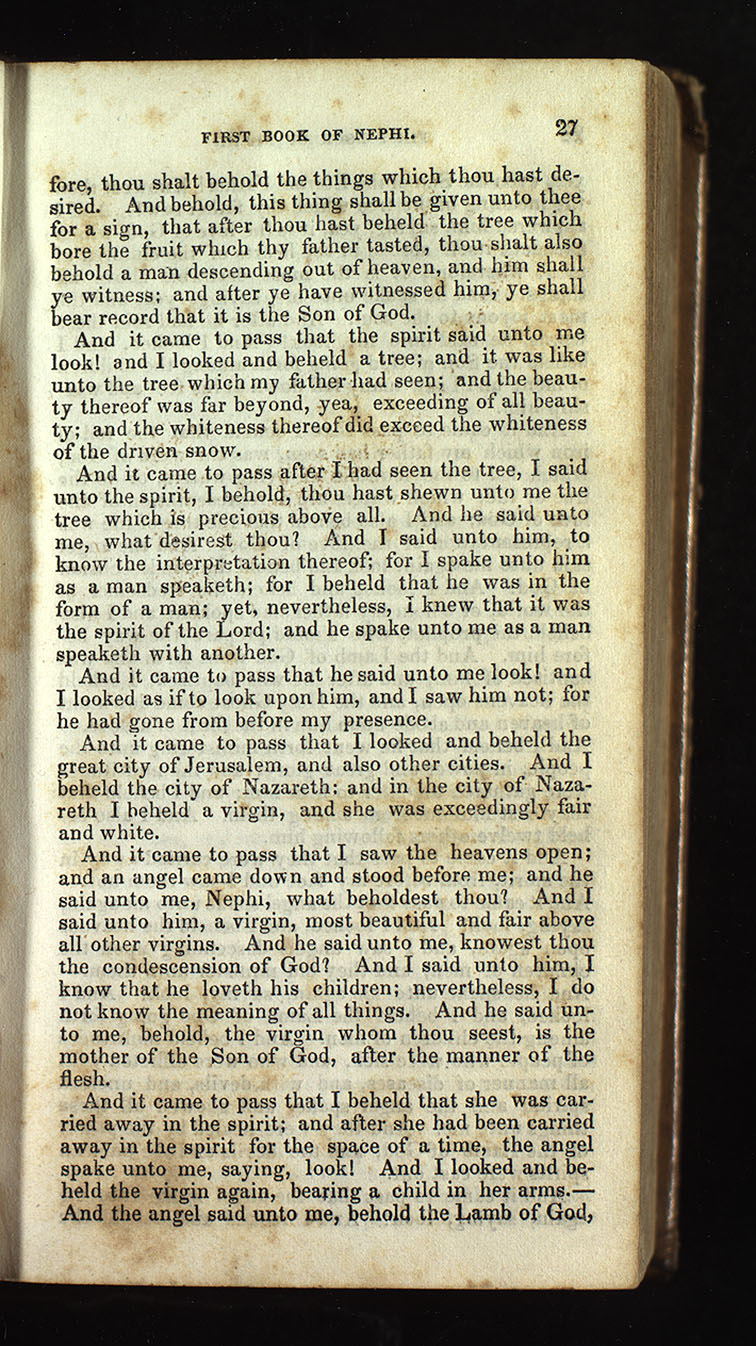 FIRST BOOK OF NEPHI. 27
fore, thou shalt behold the things which thou hast de-
sired. And behold, this thing shall be given unto thee
for a sign, that after thou hast beheld the tree which
bore the fruit which thy father tasted, thou shalt also
behold a man descending out of heaven, and him shall
ye witness; and after ye have witnessed him, ye shall
bear record that it is the Son of God.
And it came to pass that the spirit said unto me
look! and I looked and beheld a tree; and it was like
unto the tree which my father had seen; and the beau-
ty thereof was far beyond, yea, exceeding of all beau-
ty; and the whiteness thereof did exceed the whiteness
of the driven snow.
And it came to pass after I had seen the tree, I said
unto the spirit, I behold, thou hast shewn unto me the
tree which is precious above all. And he said unto
me, what desirest thou? And I said unto him, to
know the interpretation thereof; for I spake unto him
as a man speaketh; for I beheld that he was in the
form of a man; yet, nevertheless, I knew that it was
the spirit of the Lord; and he spake unto me as a man
speaketh with another.
And it came to pass that he said unto me look! and
I looked as if to look upon him, and I saw him not; for
he had gone from before my presence.
And it came to pass that I looked and beheld the
great city of Jerusalem, and also other cities. And I
beheld the city of Nazareth: and in the city of Naza-
reth I beheld a virgin, and she was exceedingly fair
and white.
And it came to pass that I saw the heavens open;
and an angel came down and stood before me; and he
said unto me, Nephi, what beholdest thou? And I
said unto him, a virgin, most beautiful and fair above
all other virgins. And he said unto me, knowest thou
the condescension of God? And I said unto him, I
know that he loveth his children; nevertheless, I do
not know the meaning of all things. And he said un-
to me, behold, the virgin whom thou seest, is the
mother of the Son of God, after the manner of the
flesh.
And it came to pass that I beheld that she was car-
ried away in the spirit; and after she had been carried
away in the spirit for the space of a time, the angel
spake unto me, saying, look! And I looked and be-
held the virgin again, bearing a child in her arms.—
And the angel said unto me, behold the Lamb of God,